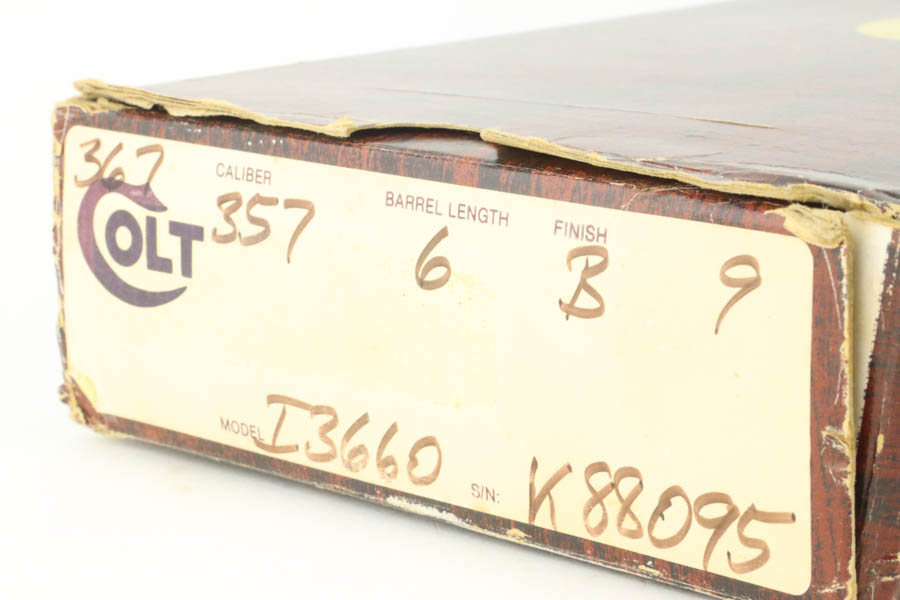 367
COLT
CALIBER BARREL LENGTH FINISH
357 6 B 9
MODEL I3660 S/N: K88095